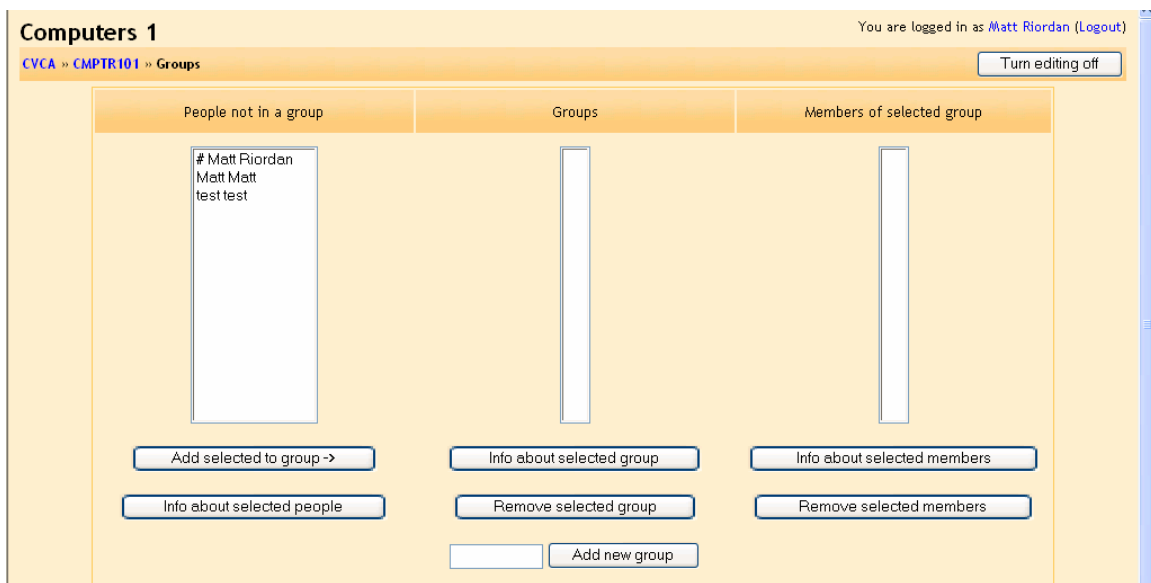 Computers 1
You are logged in as Matt Riordan (Logout)
CVCA » CMPTR101 » Groups
Turn editing off
People not in a group
Groups
Members of selected group
# Matt Riordan
Matt Matt
test test
Add selected to group ->
Info about selected group
Info about selected members
Info about selected people
Remove selected group
Remove selected members
Add new group